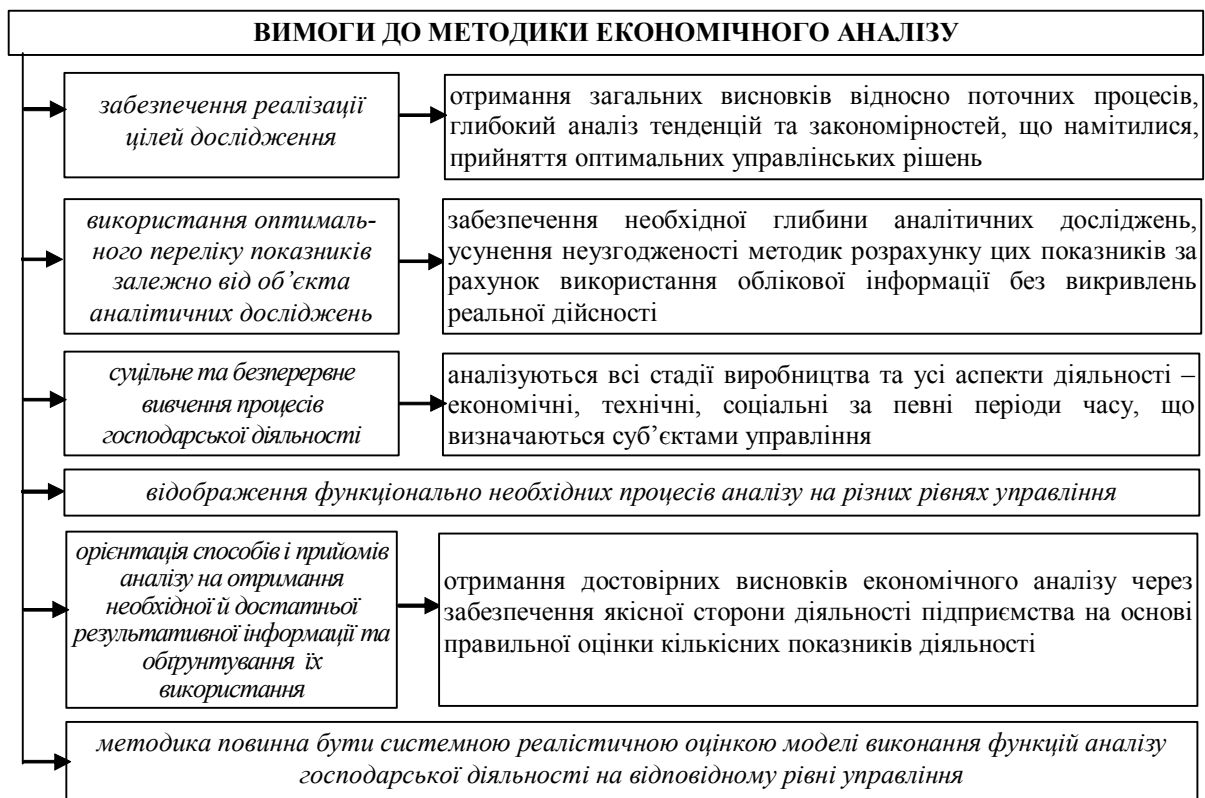 ВИМОГИ ДО МЕТОДИКИ ЕКОНОМІЧНОГО АНАЛІЗУ
забезпечення реалізації
цілей дослідження
отримання загальних висновків відносно поточних процесів,
глибокий аналіз тенденцій та закономірностей, що намітилися,
прийняття оптимальних управлінських рішень
використання оптималь-
ного переліку показників
залежно від об’єкта
аналітичних досліджень
забезпечення необхідної глибини аналітичних досліджень,
усунення неузгодженості методик розрахунку цих показників за
рахунок використання облікової інформації без викривлень
реальної дійсності
суцільне та безперервне
вивчення процесів
господарської діяльності
аналізуються всі стадії виробництва та усі аспекти діяльності –
економічні, технічні, соціальні за певні періоди часу, що
визначаються суб’єктами управління
відображення функціонально необхідних процесів аналізу на різних рівнях управління
орієнтація способів і прийомів
аналізу на отримання
необхідної й достатньої
результативної інформації та
обґрунтування їх
використання
отримання достовірних висновків економічного аналізу через
забезпечення якісної сторони діяльності підприємства на основі
правильної оцінки кількісних показників діяльності
методика повинна бути системною реалістичною оцінкою моделі виконання функцій аналізу
господарської діяльності на відповідному рівні управління